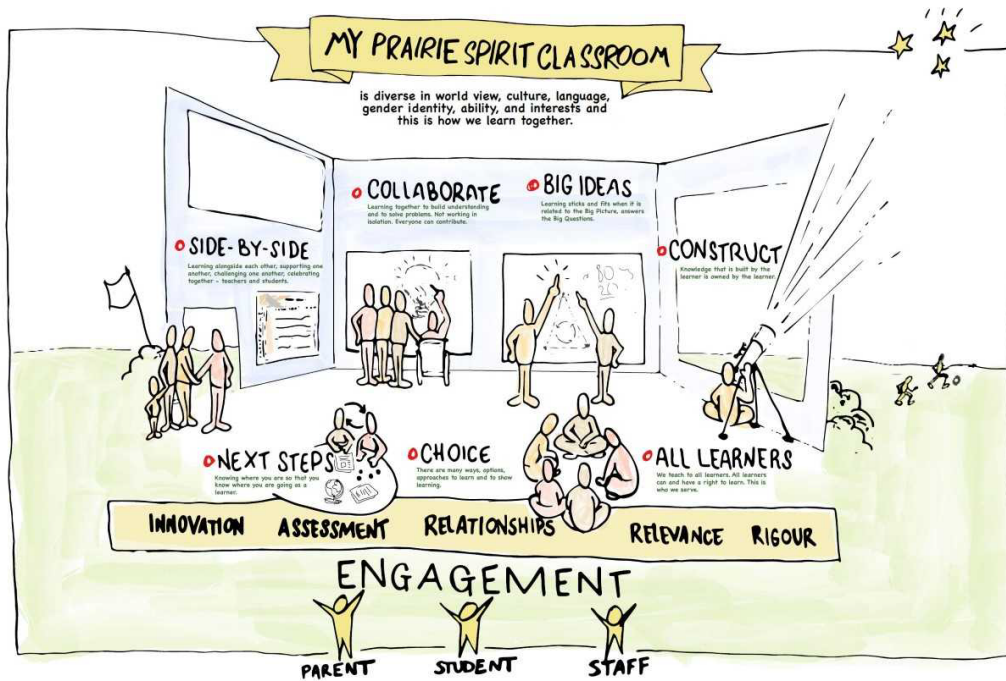 MY PRAIRIE SPIRIT CLASSROOM
is diverse in world view, culture, language,
gender identity, ability, and interests and
this is how we learn together.
COLLABORATE
Learning together to build understanding
and to solve problems. Not working in
isolation. Everyone can contribute.
BIG IDEAS
Learning sticks and fits when it is
related to the Big Picture, answers
the Big Questions.
SIDE-BY-SIDE
Learning alongside each other, supporting one
another, challenging one another, celebrating
together - teachers and students.
CONSTRUCT
Knowledge that is built by the
learner is owned by the learner.
NEXT STEPS
Knowing where you are so that you
know where you are going as a
learner.
CHOICE
There are many ways, options,
approaches to learn and to show
learning.
ALL LEARNERS
We teach to all learners. All learners
can and have a right to learn. This is
who we serve.
INNOVATION ASSESSMENT RELATIONSHIPS RELEVANCE RIGOUR
ENGAGEMENT
PARENT STUDENT STAFF